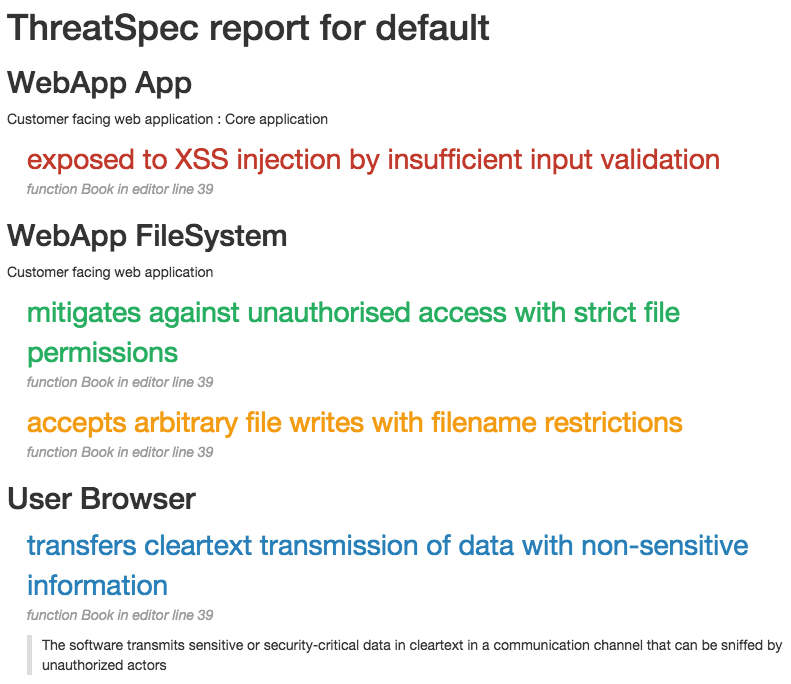 ThreatSpec report for default
WebApp App
Customer facing web application : Core application
exposed to XSS injection by insufficient input validation
function Book in editor line 39
WebApp FileSystem
Customer facing web application
mitigates against unauthorised access with strict file
permissions
function Book in editor line 39
accepts arbitrary file writes with filename restrictions
function Book in editor line 39
User Browser
transfers cleartext transmission of data with non-sensitive
information
function Book in editor line 39
The software transmits sensitive or security-critical data in cleartext in a communication channel that can be sniffed by
unauthorized actors